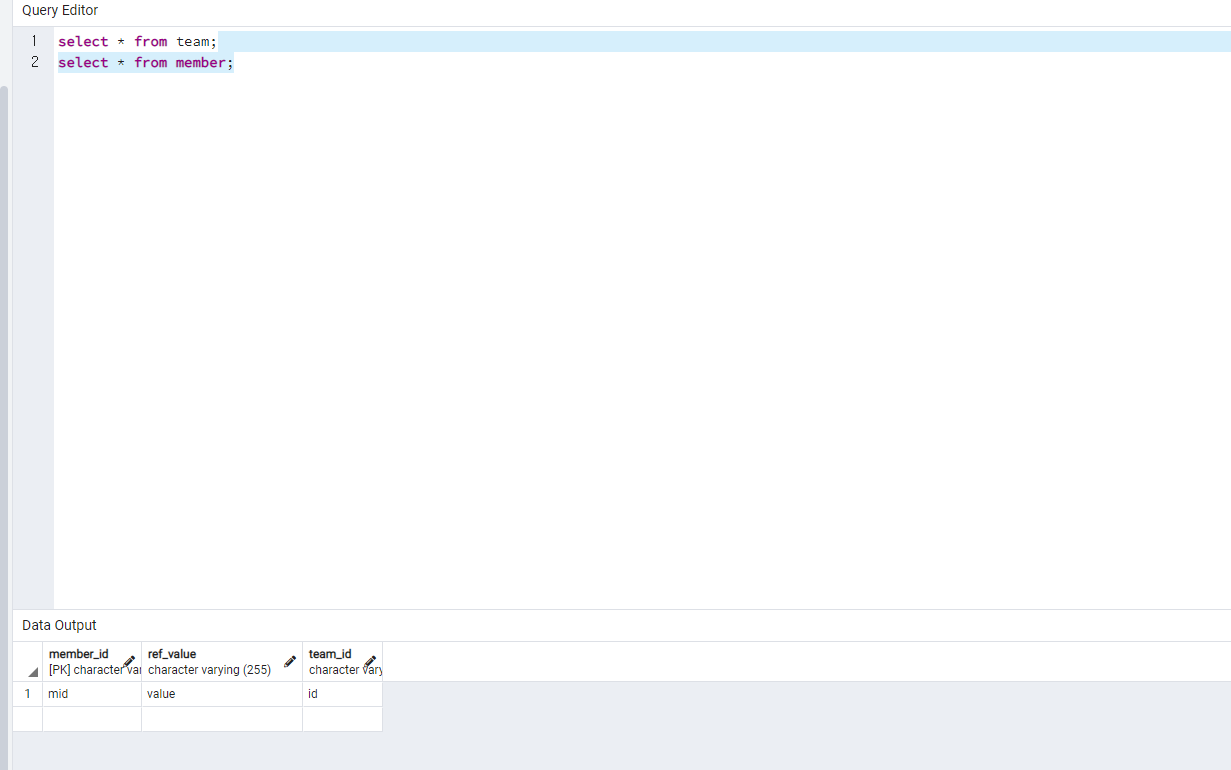 Query Editor
1 select * from team;
2 select * from member;
Data Output
member_id ref_value team_id
[PK] character var character varying (255) character vary
1 mid value id